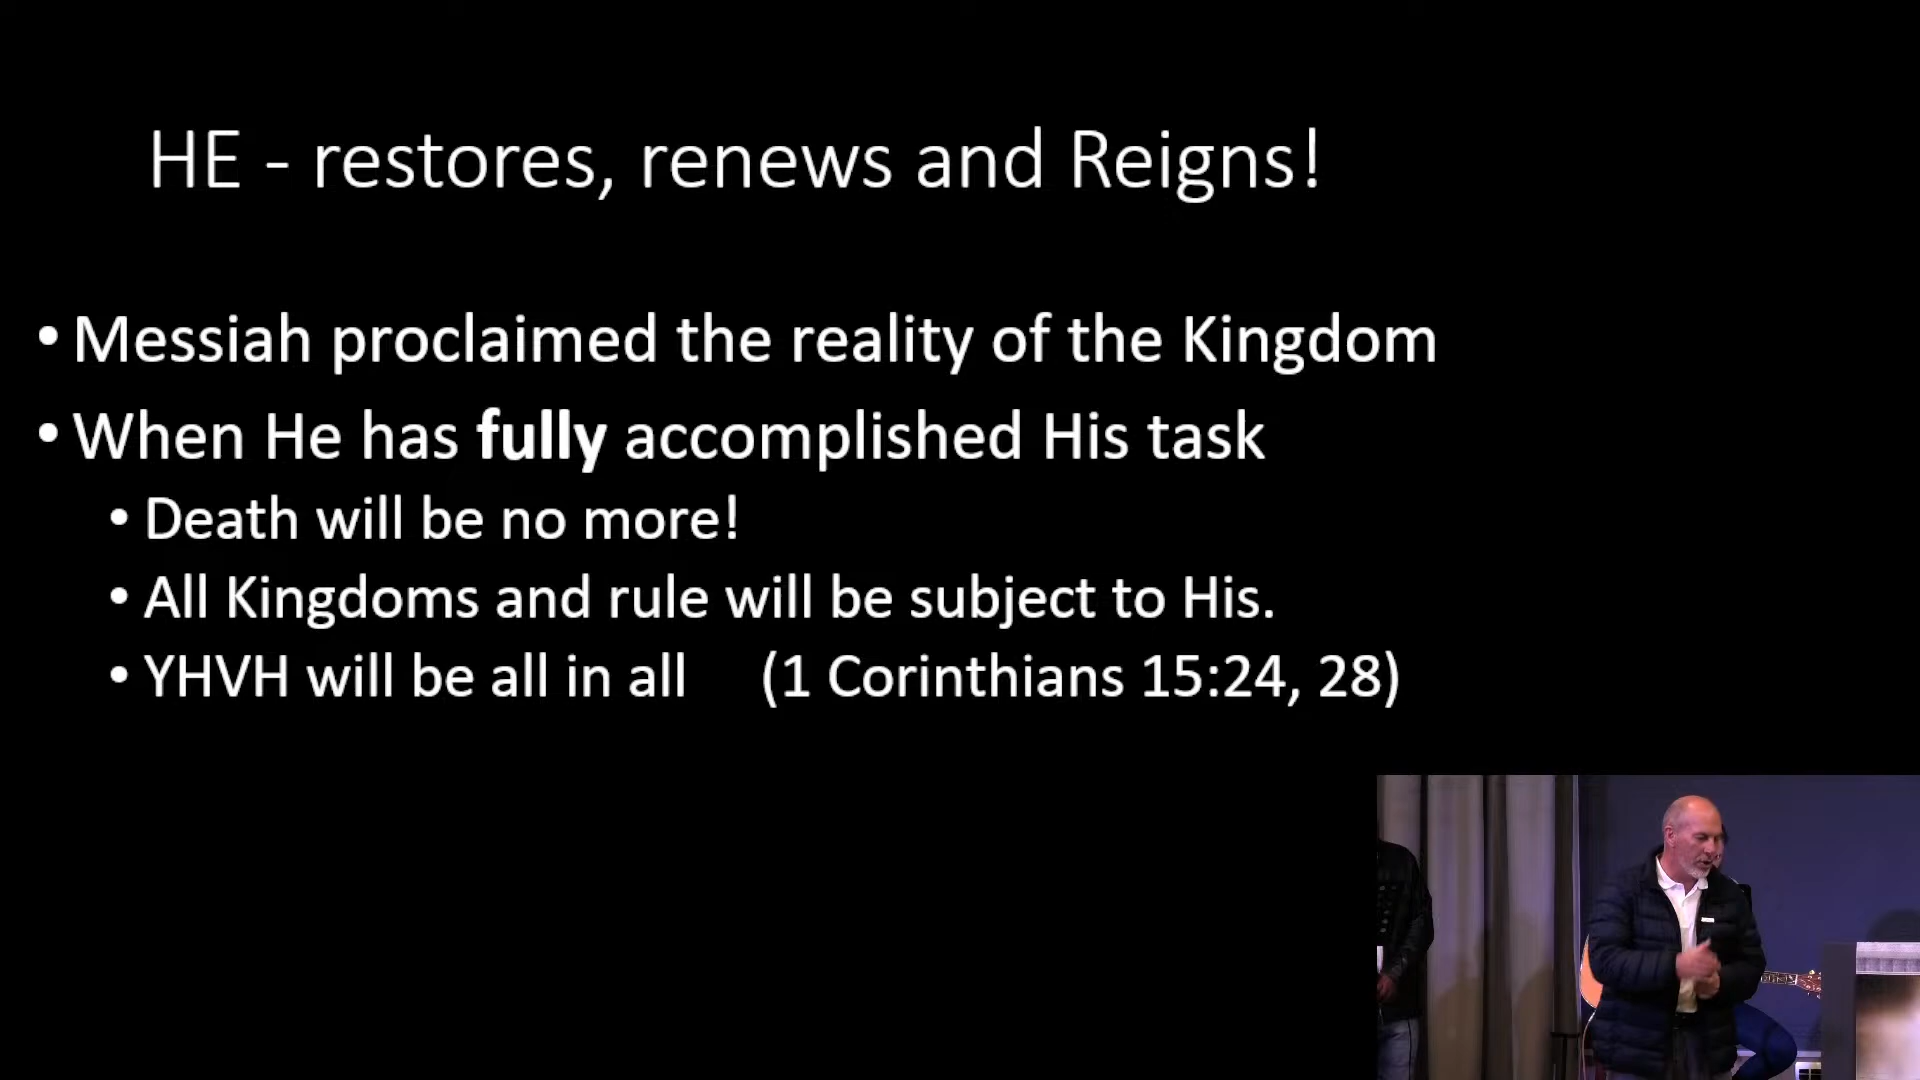 HE - restores, renews and Reigns!
• Messiah proclaimed the reality of the Kingdom
• When He has fully accomplished His task
• Death will be no more!
• All Kingdoms and rule will be subject to His.
• YHVH will be all in all (1 Corinthians 15:24, 28)